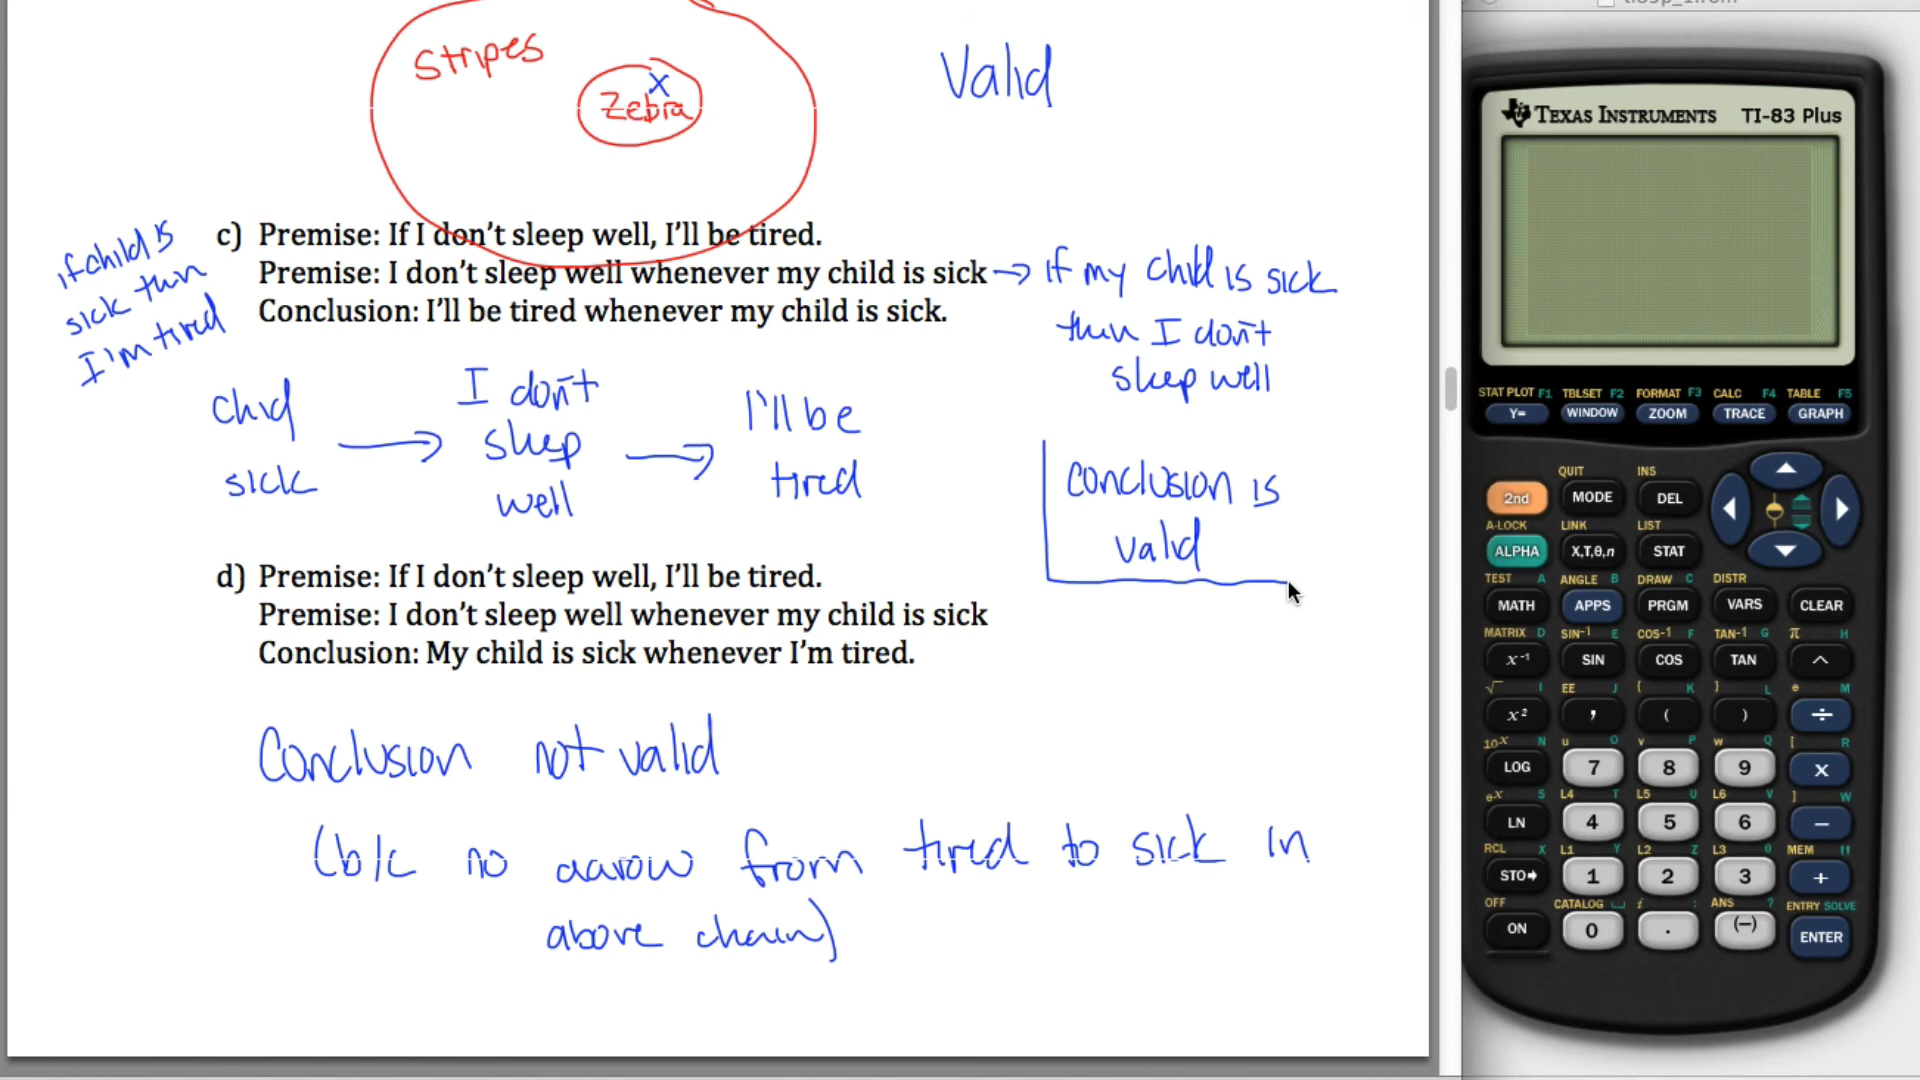 Stripes
X
Zebra
Valid
c) Premise: If I don't sleep well, I'll be tired.
Premise: I don't sleep well whenever my child is sick
Conclusion: I'll be tired whenever my child is sick.
if child is
sick then
I'm tired
→ if my child is sick
then I don't
sleep well
child
sick
→
I don't
sleep
well
→
I'll be
tired
conclusion is
valid
d) Premise: If I don't sleep well, I'll be tired.
Premise: I don't sleep well whenever my child is sick
Conclusion: My child is sick whenever I'm tired.
Conclusion not valid
(b/c no arrow from tired to sick in
above chain)
TEXAS INSTRUMENTS TI-83 Plus
STAT PLOT F1 TBLSET F2 FORMAT F3 CALC F4 TABLE F5
Y= WINDOW ZOOM TRACE GRAPH
QUIT INS
2nd MODE DEL
A-LOCK LINK LIST
ALPHA X,T,θ,n STAT
TEST A ANGLE B DRAW C DISTR
MATH APPS PRGM VARS CLEAR
MATRIX D SIN⁻¹ E COS⁻¹ F TAN⁻¹ G π H
x⁻¹ SIN COS TAN ^
√ I EE J { K } L e M
x² , ( ) ÷
10ˣ N u O v P w Q [ R
LOG 7 8 9 x
eˣ S L4 T L5 U L6 V ] W
LN 4 5 6 −
RCL X L1 Y L2 Z L3 θ MEM "
STO➔ 1 2 3 +
OFF CATALOG ⎵ i : ANS ? ENTRY SOLVE
ON 0 . (−) ENTER